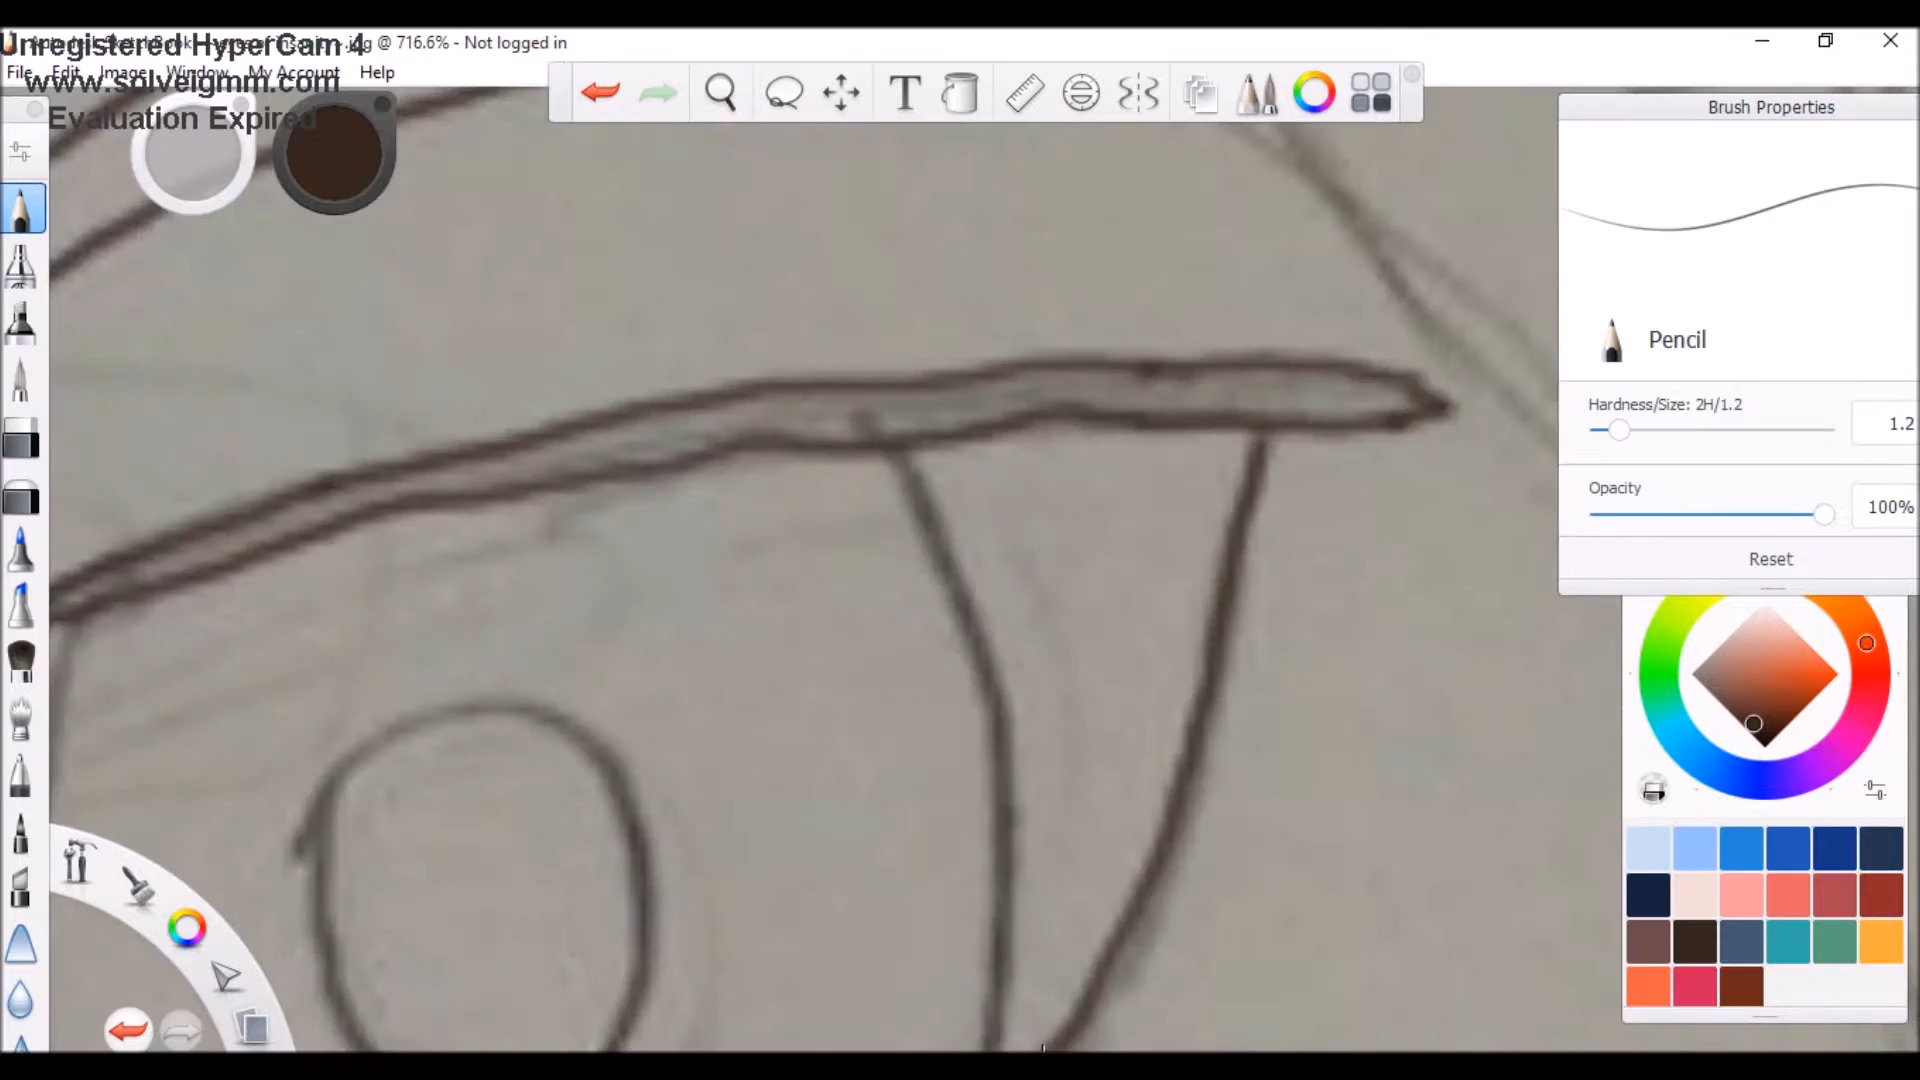 Unregistered HyperCam 4
@ 716.6% - Not logged in
File Edit Image Window My Account Help
www.solveigmm.com
Evaluation Expired
T
Brush Properties
Pencil
Hardness/Size: 2H/1.2
1.2
Opacity
100%
Reset